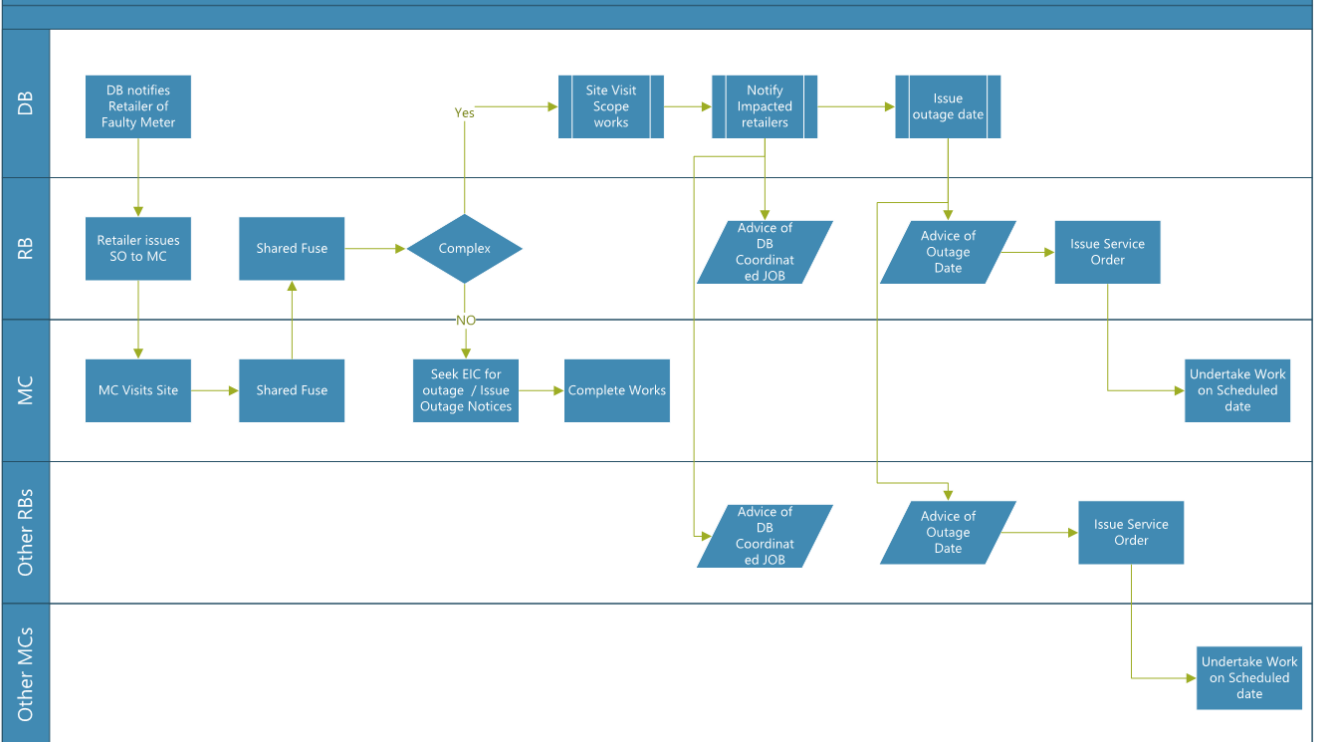 DB
DB notifies
Retailer of
Faulty Meter
Yes
Site Visit
Scope
works
Notify
Impacted
retailers
Issue
outage date
RB
Retailer issues
SO to MC
Shared Fuse
Complex
Advice of
DB
Coordinat
ed JOB
Advice of
Outage
Date
Issue Service
Order
NO
MC
MC Visits Site
Shared Fuse
Seek EIC for
outage / Issue
Outage Notices
Complete Works
Undertake Work
on Scheduled
date
Other RBs
Advice of
DB
Coordinat
ed JOB
Advice of
Outage
Date
Issue Service
Order
Other MCs
Undertake Work
on Scheduled
date